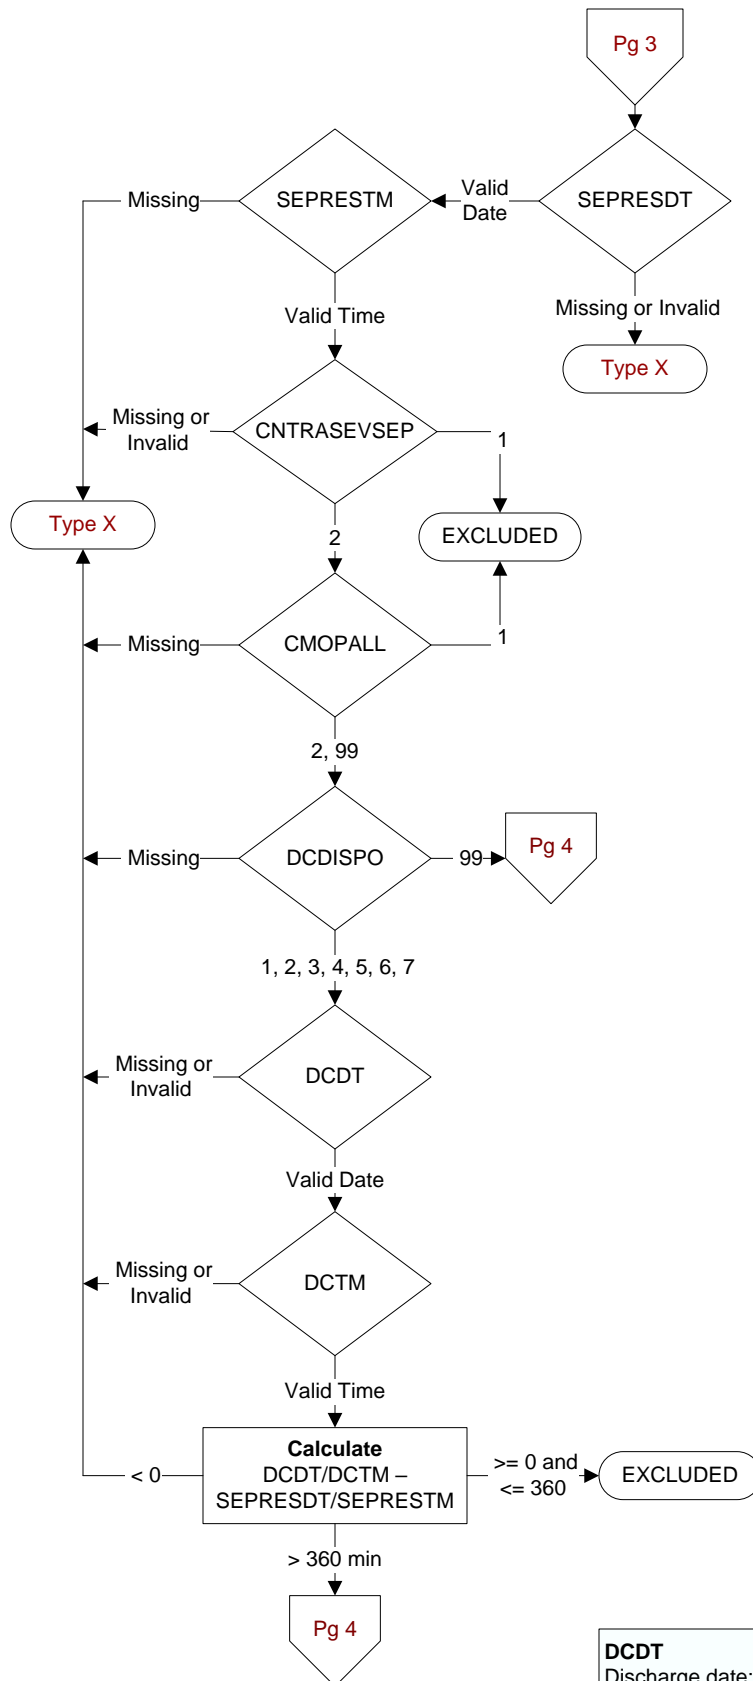 Pg 3
SEPRESTM
SEPRESDT
Missing
Valid
Date
Valid Time
Missing or Invalid
Type X
Missing or
Invalid
CNTRASEVSEP
1
Type X
2
EXCLUDED
Missing
CMOPALL
1
2, 99
Missing
DCDISPO
99
Pg 4
1, 2, 3, 4, 5, 6, 7
Missing or
Invalid
DCDT
Valid Date
Missing or
Invalid
DCTM
Valid Time
< 0
Calculate
DCDT/DCTM –
SEPRESDT/SEPRESTM
>= 0 and
<= 360
EXCLUDED
> 360 min
Pg 4
DCDT
Discharge date: